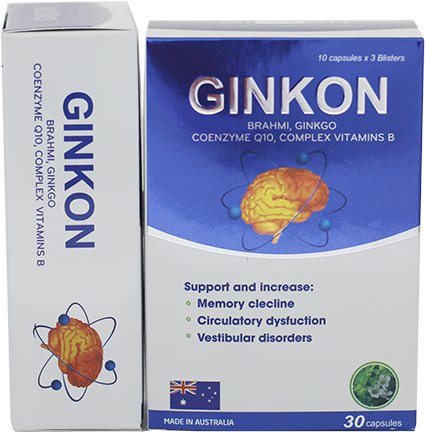 GINKON
BRAHMI, GINKGO
COENZYME Q10, COMPLEX VITAMINS B
10 capsules x 3 Blisters
GINKON
BRAHMI, GINKGO
COENZYME Q10, COMPLEX VITAMINS B
Support and increase:
Memory clecline
Circulatory dysfuction
Vestibular disorders
MADE IN AUSTRALIA
30 capsules